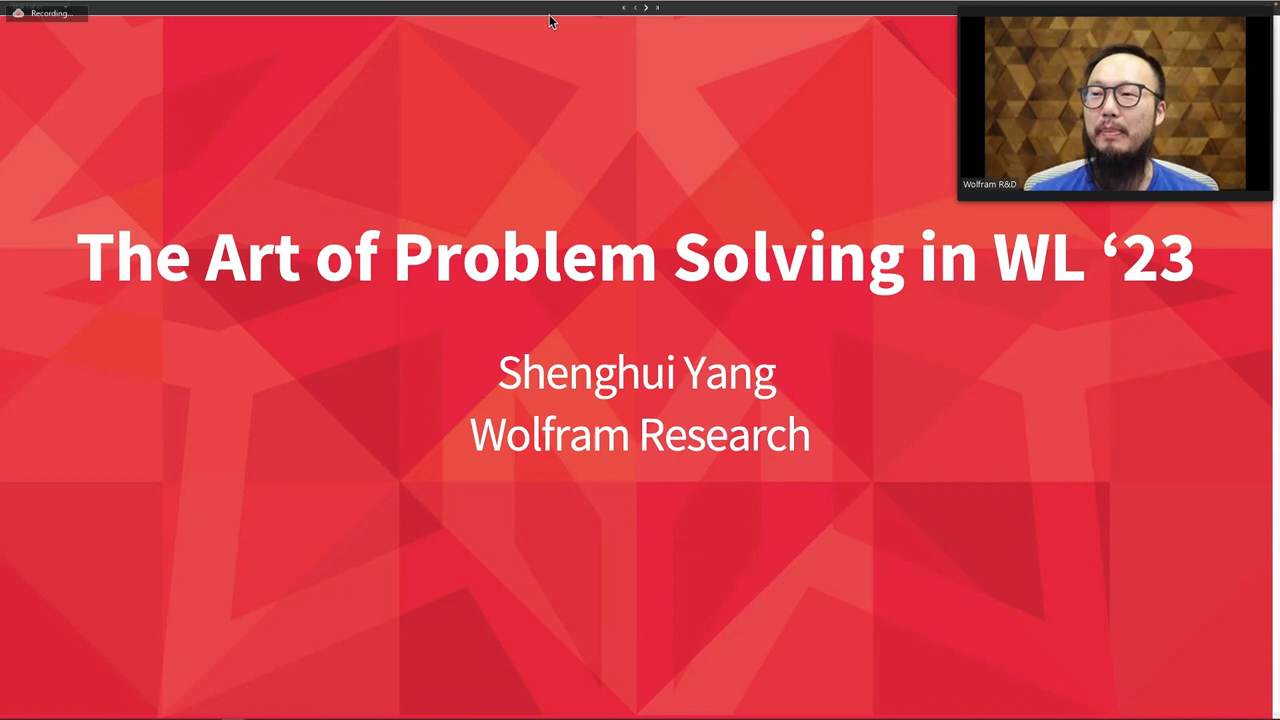 Recording...
Wolfram R&D
The Art of Problem Solving in WL ‘23
Shenghui Yang
Wolfram Research